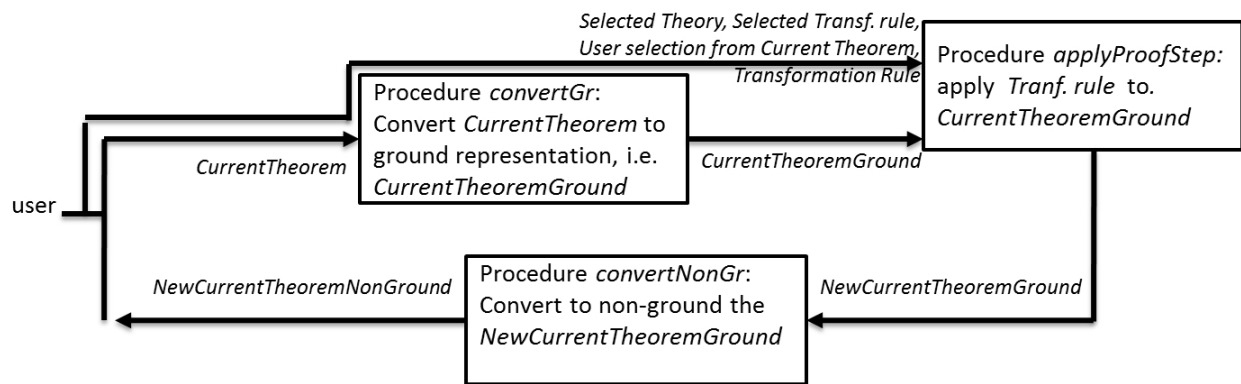 Selected Theory, Selected Transf. rule,
User selection from Current Theorem,
Transformation Rule
Procedure applyProofStep:
apply Tranf. rule to.
CurrentTheoremGround
Procedure convertGr:
Convert CurrentTheorem to
ground representation, i.e.
CurrentTheoremGround
CurrentTheorem
CurrentTheoremGround
user
NewCurrentTheoremNonGround
Procedure convertNonGr:
Convert to non-ground the
NewCurrentTheoremGround
NewCurrentTheoremGround